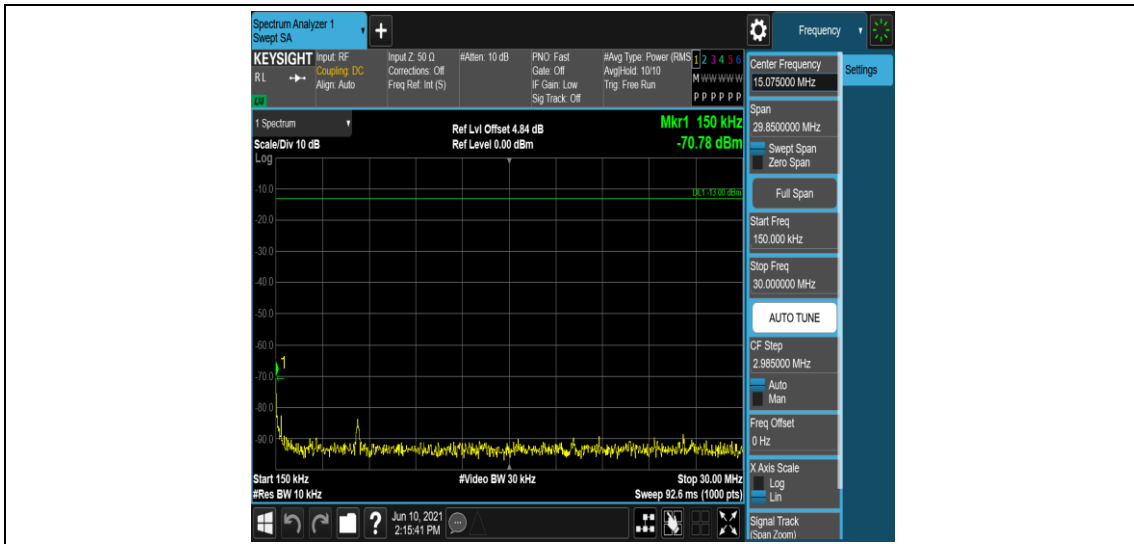 Spectrum Analyzer 1
Swept SA
+
Frequency
KEYSIGHT
RL
LXI
Input: RF
Coupling: DC
Align: Auto
Input Z: 50 Ω
Corrections: Off
Freq Ref: Int (S)
#Atten: 10 dB
PNO: Fast
Gate: Off
IF Gain: Low
Sig Track: Off
#Avg Type: Power (RMS
Avg|Hold: 10/10
Trig: Free Run
1 2 3 4 5 6
M W W W W W
P P P P P P
1 Spectrum
Scale/Div 10 dB
Ref Lvl Offset 4.84 dB
Ref Level 0.00 dBm
Mkr1 150 kHz
-70.78 dBm
Log
DL1 -13.00 dBm
-10.0
-20.0
-30.0
-40.0
-50.0
-60.0
1
-70.0
-80.0
-90.0
Start 150 kHz
#Video BW 30 kHz
Stop 30.00 MHz
#Res BW 10 kHz
Sweep 92.6 ms (1000 pts)
?
Jun 10, 2021
2:15:41 PM
Center Frequency
15.075000 MHz
Settings
Span
29.8500000 MHz
Swept Span
Zero Span
Full Span
Start Freq
150.000 kHz
Stop Freq
30.000000 MHz
AUTO TUNE
CF Step
2.985000 MHz
Auto
Man
Freq Offset
0 Hz
X Axis Scale
Log
Lin
Signal Track
(Span Zoom)